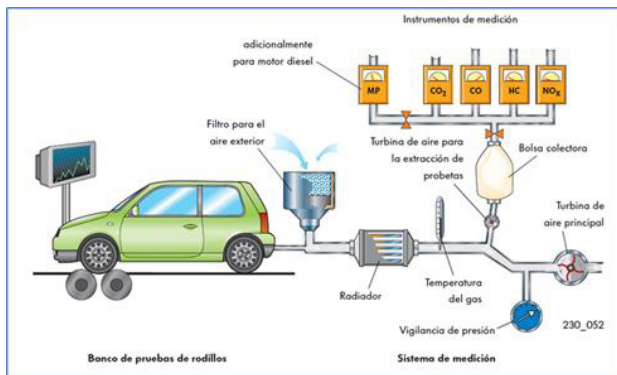 Instrumentos de medición
adicionalmente
para motor diesel
MP
CO2
CO
HC
NOX
Filtro para el
aire exterior
Turbina de aire para
la extracción de
probetas
Bolsa colectora
Turbina de
aire principal
Radiador
Temperatura
del gas
Vigilancia de presión
230_052
Banco de pruebas de rodillos
Sistema de medición